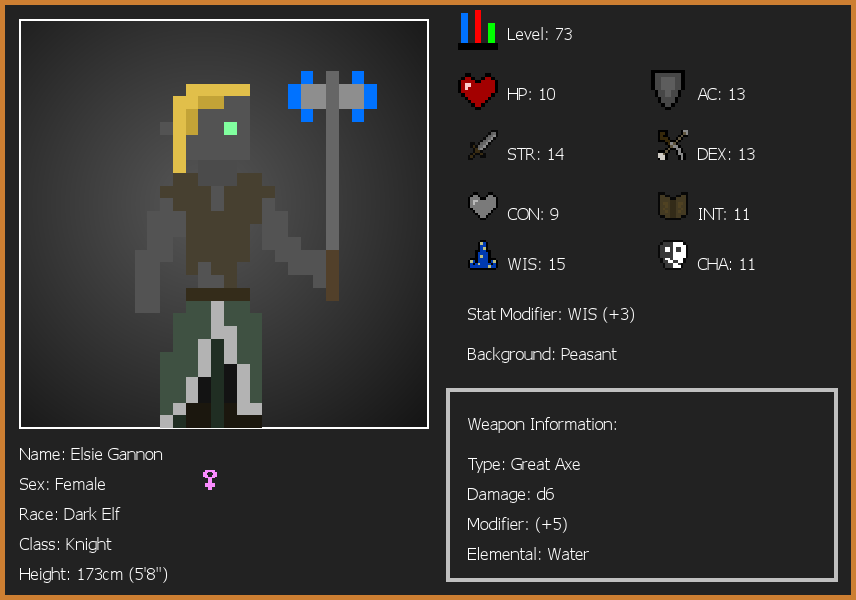 Level: 73
HP: 10
AC: 13
STR: 14
DEX: 13
CON: 9
INT: 11
WIS: 15
CHA: 11
Stat Modifier: WIS (+3)
Background: Peasant
Weapon Information:
Type: Great Axe
Damage: d6
Modifier: (+5)
Elemental: Water
Name: Elsie Gannon
Sex: Female
Race: Dark Elf
Class: Knight
Height: 173cm (5'8")